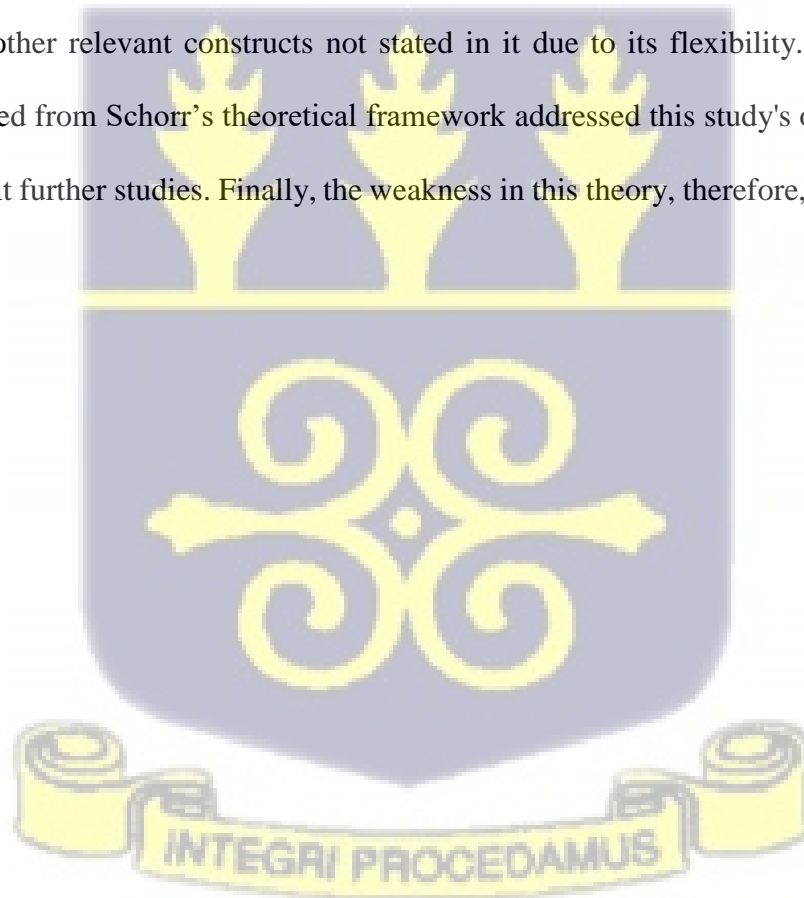 other relevant constructs not stated in it due to its flexibility.
ed from Schorr’s theoretical framework addressed this study's
it further studies. Finally, the weakness in this theory, therefore,
INTEGRI PROCEDAMUS